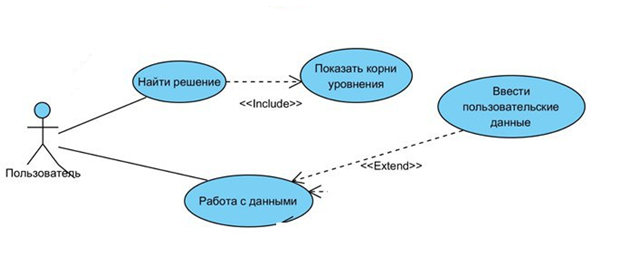 Найти решение
<<Include>>
Показать корни
уровнения
Ввести
пользовательские
данные
Пользователь
<<Extend>>
Работа с данными